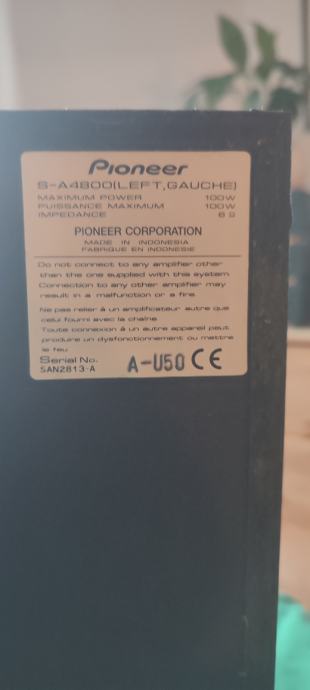 Pioneer
S-A4800(LEFT,GAUCHE)
MAXIMUM POWER 100W
PUISSANCE MAXIMUM 100W
IMPEDANCE 6 Ω
PIONEER CORPORATION
MADE IN INDONESIA
FABRIQUE EN INDONESIE
Do not connect to any amplifier other
than the one supplied with this system.
Connection to any other amplifier may
result in a malfunction or a fire.
Ne pas relier à un amplificateur autre que
celui fourni avec la chaîne.
Toute connexion à un autre appareil peut
produire un dysfonctionnement ou mettre
le feu.
Serial No.
SAN2813-A
A-U50 CE